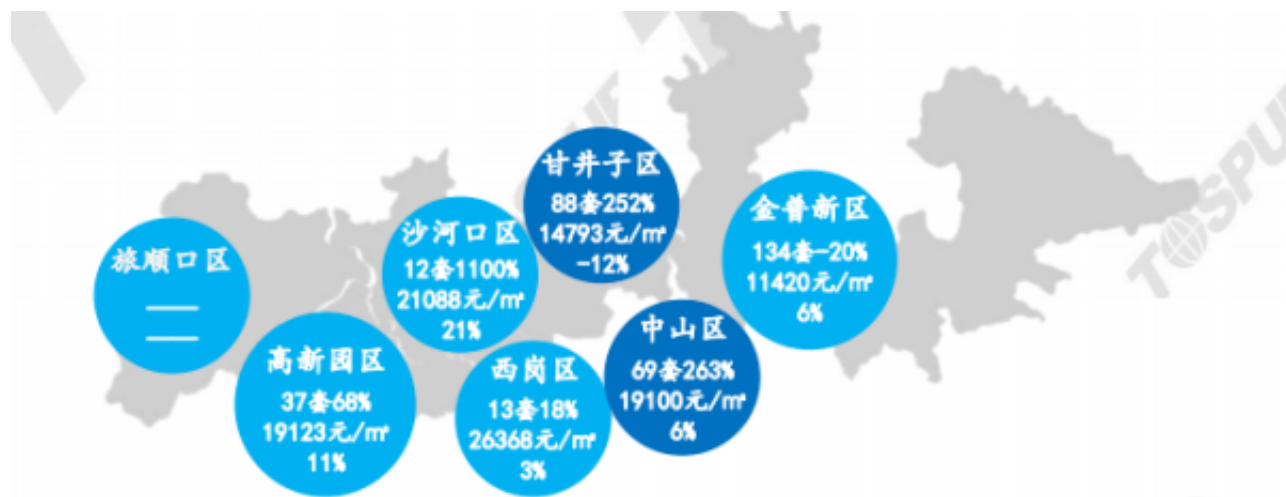 甘井子区
88套252%
14793元/㎡
-12%
金普新区
134套-20%
11420元/㎡
6%
沙河口区
12套1100%
21088元/㎡
21%
旅顺口区
——
——
高新园区
37套68%
19123元/㎡
11%
西岗区
13套18%
26368元/㎡
3%
中山区
69套263%
19100元/㎡
6%